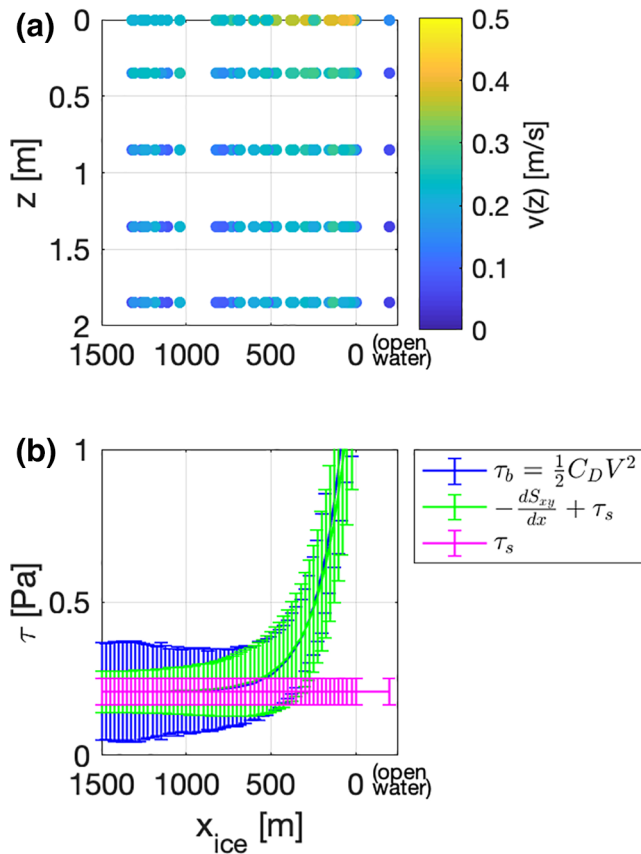 (a)
0
0.5
1
1.5
2
z [m]
1500 1000 500 0 (open water)
0.5
0.4
0.3
0.2
0.1
0
v(z) [m/s]
(b)
1
0.5
0
τ [Pa]
1500 1000 500 0 (open water)
x_ice [m]
τ_b = ½ C_D V²
-dS_xy/dx + τ_s
τ_s